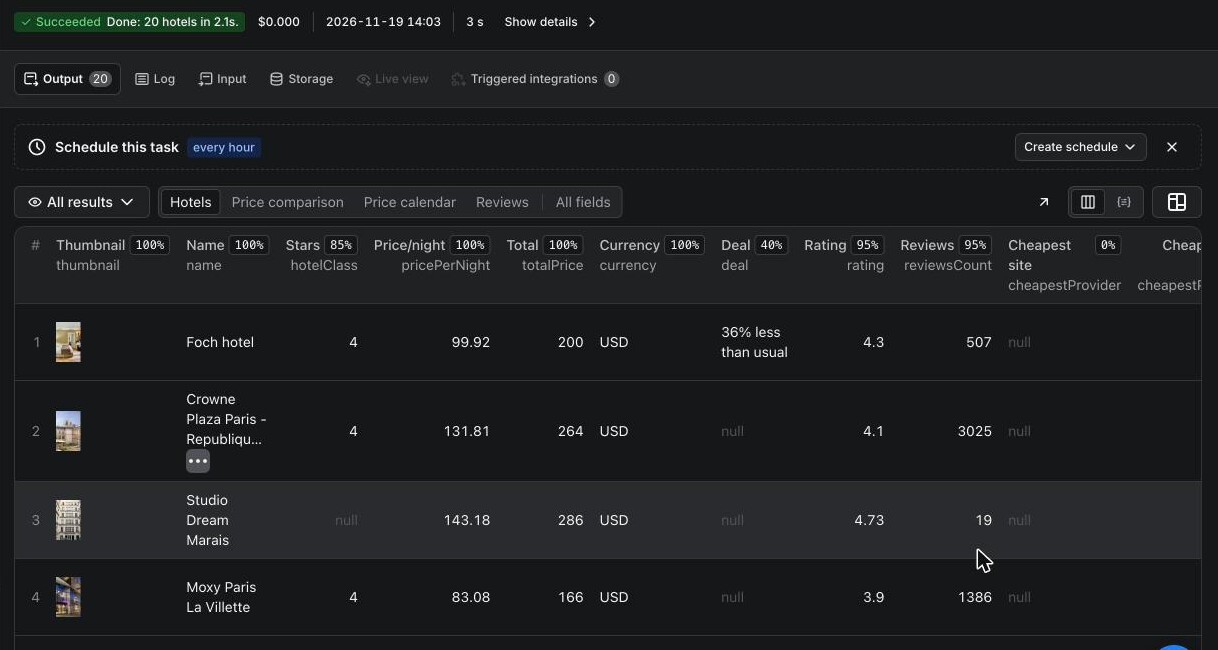 Succeeded Done: 20 hotels in 2.1s. $0.000 2026-11-19 14:03 3 s Show details
Output 20 Log Input Storage Live view Triggered integrations 0
Schedule this task every hour Create schedule
All results Hotels Price comparison Price calendar Reviews All fields
# Thumbnail 100% Name 100% Stars 85% Price/night 100% Total 100% Currency 100% Deal 40% Rating 95% Reviews 95% Cheapest site 0% Cheap
thumbnail name hotelClass pricePerNight totalPrice currency deal rating reviewsCount cheapestProvider cheapestF
1 Foch hotel 4 99.92 200 USD 36% less than usual 4.3 507 null
2 Crowne Plaza Paris - Republiqu... 4 131.81 264 USD null 4.1 3025 null
3 Studio Dream Marais null 143.18 286 USD null 4.73 19 null
4 Moxy Paris La Villette 4 83.08 166 USD null 3.9 1386 null